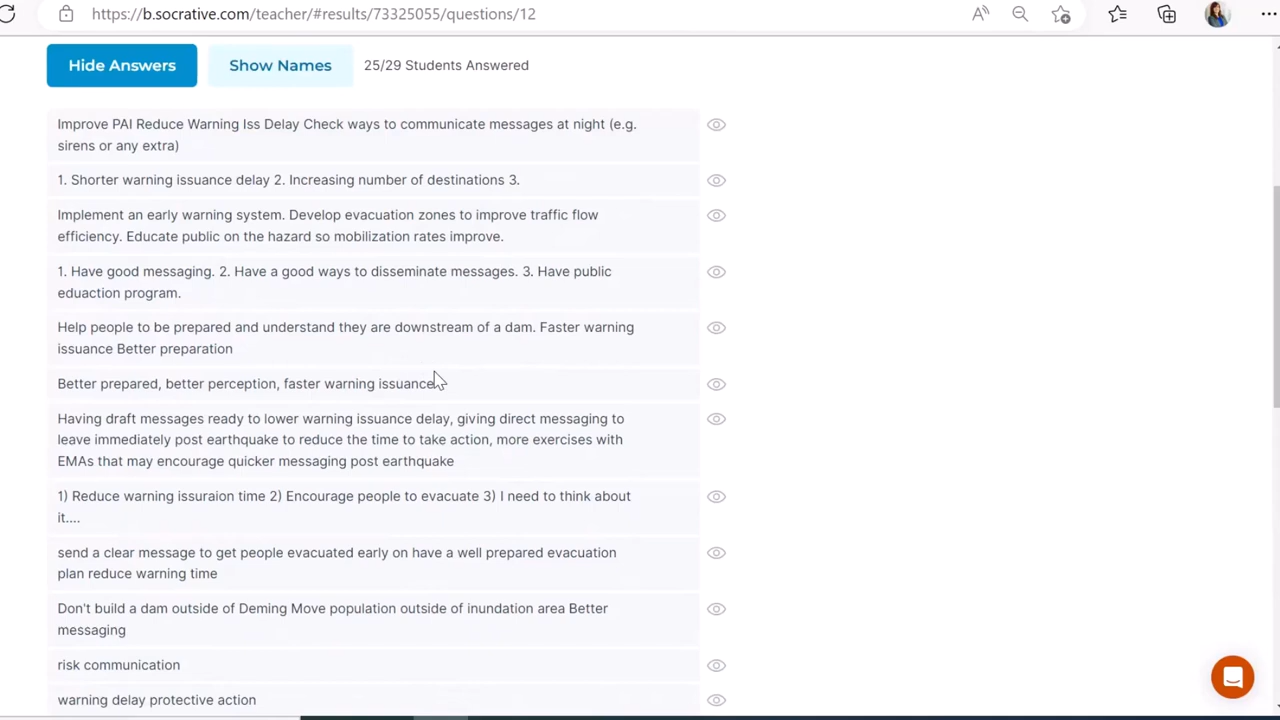 https://b.socrative.com/teacher/#results/73325055/questions/12
Hide Answers
Show Names
25/29 Students Answered
Improve PAI Reduce Warning Iss Delay Check ways to communicate messages at night (e.g.
sirens or any extra)
1. Shorter warning issuance delay 2. Increasing number of destinations 3.
Implement an early warning system. Develop evacuation zones to improve traffic flow
efficiency. Educate public on the hazard so mobilization rates improve.
1. Have good messaging. 2. Have a good ways to disseminate messages. 3. Have public
eduaction program.
Help people to be prepared and understand they are downstream of a dam. Faster warning
issuance Better preparation
Better prepared, better perception, faster warning issuance
Having draft messages ready to lower warning issuance delay, giving direct messaging to
leave immediately post earthquake to reduce the time to take action, more exercises with
EMAs that may encourage quicker messaging post earthquake
1) Reduce warning issuraion time 2) Encourage people to evacuate 3) I need to think about
it....
send a clear message to get people evacuated early on have a well prepared evacuation
plan reduce warning time
Don't build a dam outside of Deming Move population outside of inundation area Better
messaging
risk communication
warning delay protective action